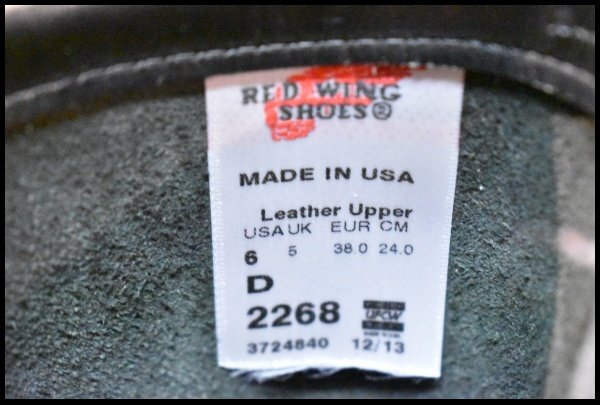 RED WING
SHOES®
MADE IN USA
Leather Upper
USA UK EUR CM
6 5 38.0 24.0
D
2268
UFCW
3724840 12/13